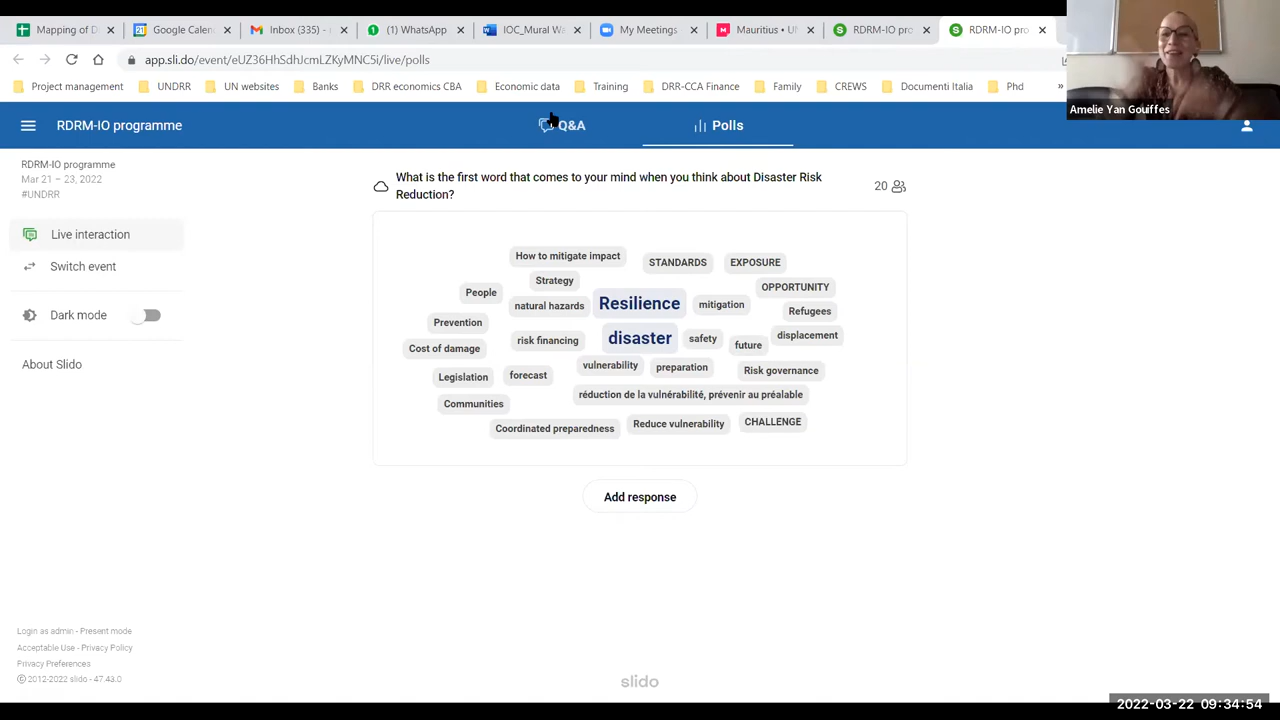 Mapping of D
Google Calen
Inbox (335) -
(1) WhatsApp
IOC_Mural Wa
My Meetings
Mauritius • U
RDRM-IO pro
RDRM-IO pro
app.sli.do/event/eUZ36HhSdhJcmLZKyMNC5i/live/polls
Project management
UNDRR
UN websites
Banks
DRR economics CBA
Economic data
Training
DRR-CCA Finance
Family
CREWS
Documenti Italia
Phd
»
Amelie Yan Gouiffes
RDRM-IO programme
Q&A
Polls
RDRM-IO programme
Mar 21 – 23, 2022
#UNDRR
Live interaction
Switch event
Dark mode
About Slido
What is the first word that comes to your mind when you think about Disaster Risk
Reduction?
20
How to mitigate impact
STANDARDS
EXPOSURE
Strategy
OPPORTUNITY
People
natural hazards
Resilience
mitigation
Refugees
Prevention
risk financing
disaster
safety
future
displacement
Cost of damage
vulnerability
preparation
Risk governance
Legislation
forecast
réduction de la vulnérabilité, prévenir au préalable
Communities
Coordinated preparedness
Reduce vulnerability
CHALLENGE
Add response
Login as admin - Present mode
Acceptable Use - Privacy Policy
Privacy Preferences
© 2012-2022 slido - 47.43.0
slido
2022-03-22 09:34:54